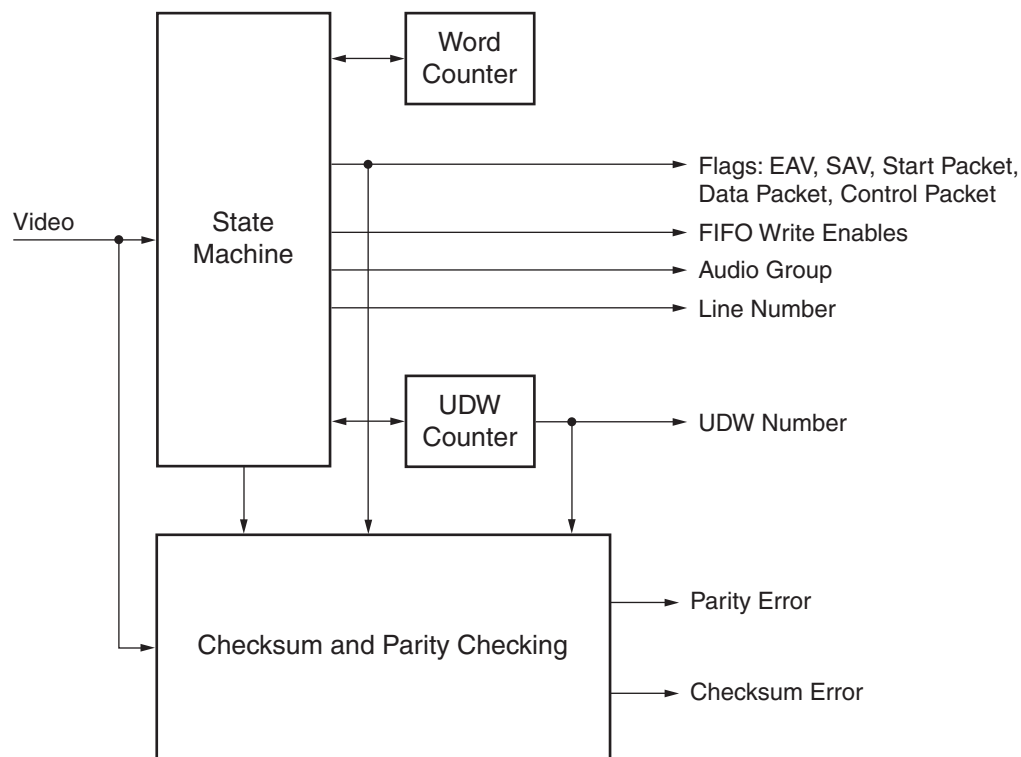 Word
Counter
Flags: EAV, SAV, Start Packet,
Data Packet, Control Packet
Video
State
Machine
FIFO Write Enables
Audio Group
Line Number
UDW
Counter
UDW Number
Parity Error
Checksum and Parity Checking
Checksum Error